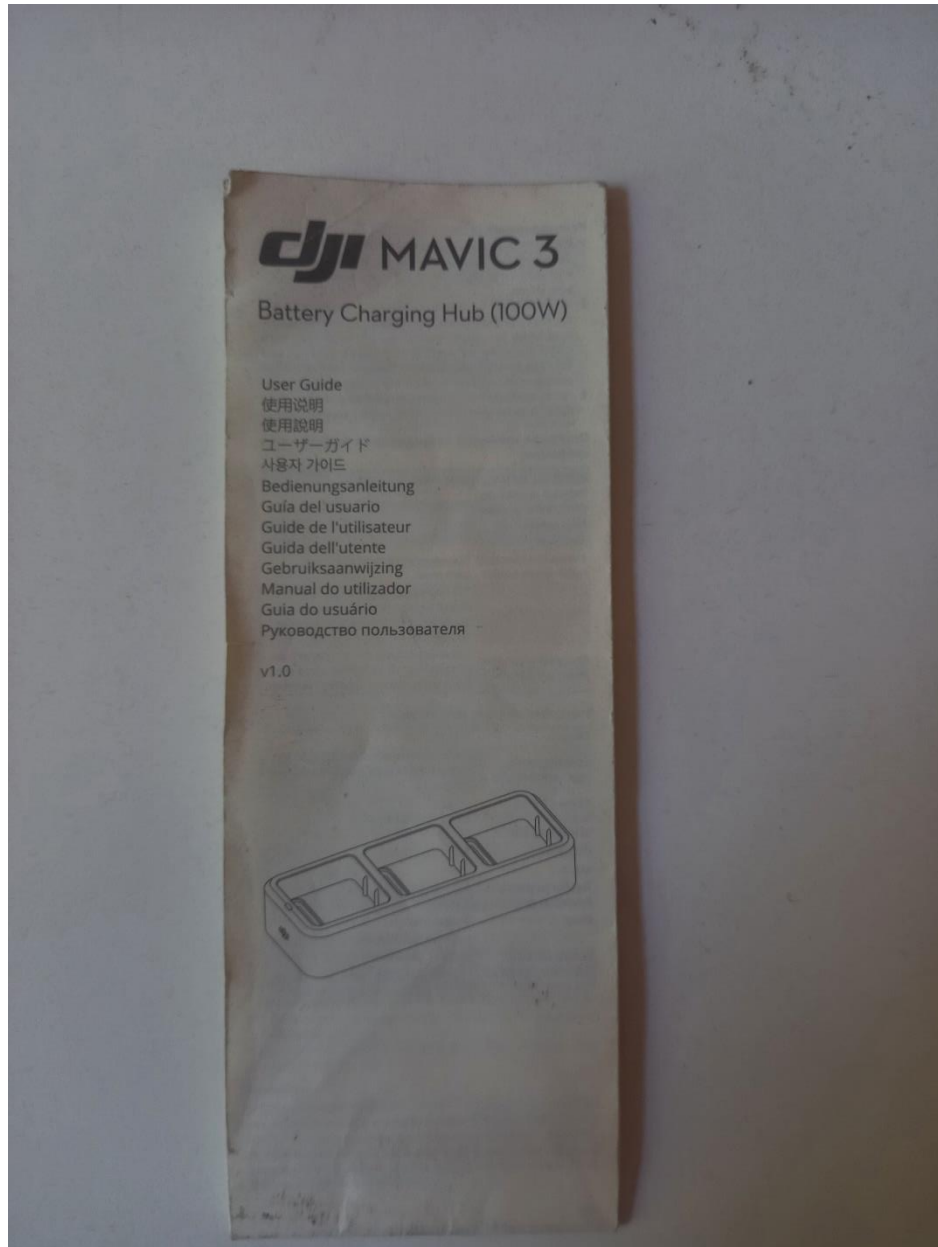 dji MAVIC 3
Battery Charging Hub (100W)
User Guide
使用说明
使用說明
ユーザーガイド
사용자 가이드
Bedienungsanleitung
Guía del usuario
Guide de l'utilisateur
Guida dell'utente
Gebruiksaanwijzing
Manual do utilizador
Guia do usuário
Руководство пользователя
v1.0